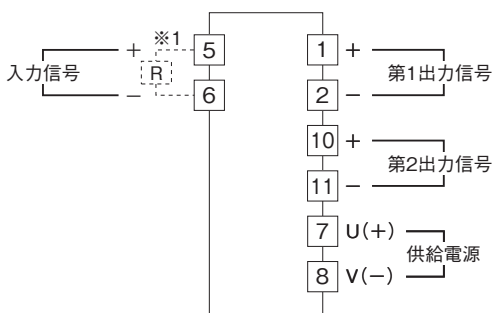 ※1
入力信号
+
−
R
5
6
1 +
2 −
第1出力信号
10 +
11 −
第2出力信号
7 U(+)
8 V(−)
供給電源